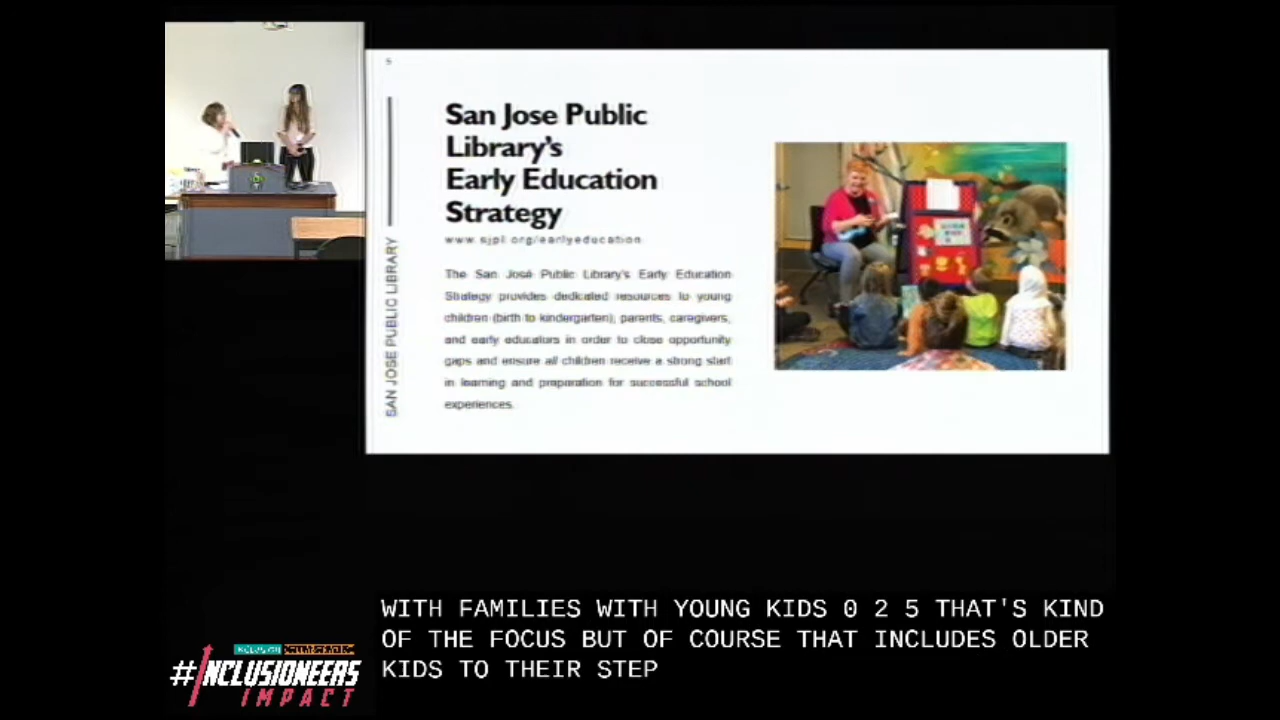 5
San Jose Public
Library's
Early Education
Strategy
www.sjpl.org/earlyeducation
The San José Public Library's Early Education
Strategy provides dedicated resources to young
children (birth to kindergarten), parents, caregivers,
and early educators in order to close opportunity
gaps and ensure all children receive a strong start
in learning and preparation for successful school
experiences.
SAN JOSE PUBLIC LIBRARY
WITH FAMILIES WITH YOUNG KIDS 0 2 5 THAT'S KIND
OF THE FOCUS BUT OF COURSE THAT INCLUDES OLDER
KIDS TO THEIR STEP
#INCLUSIONEERS
IMPACT